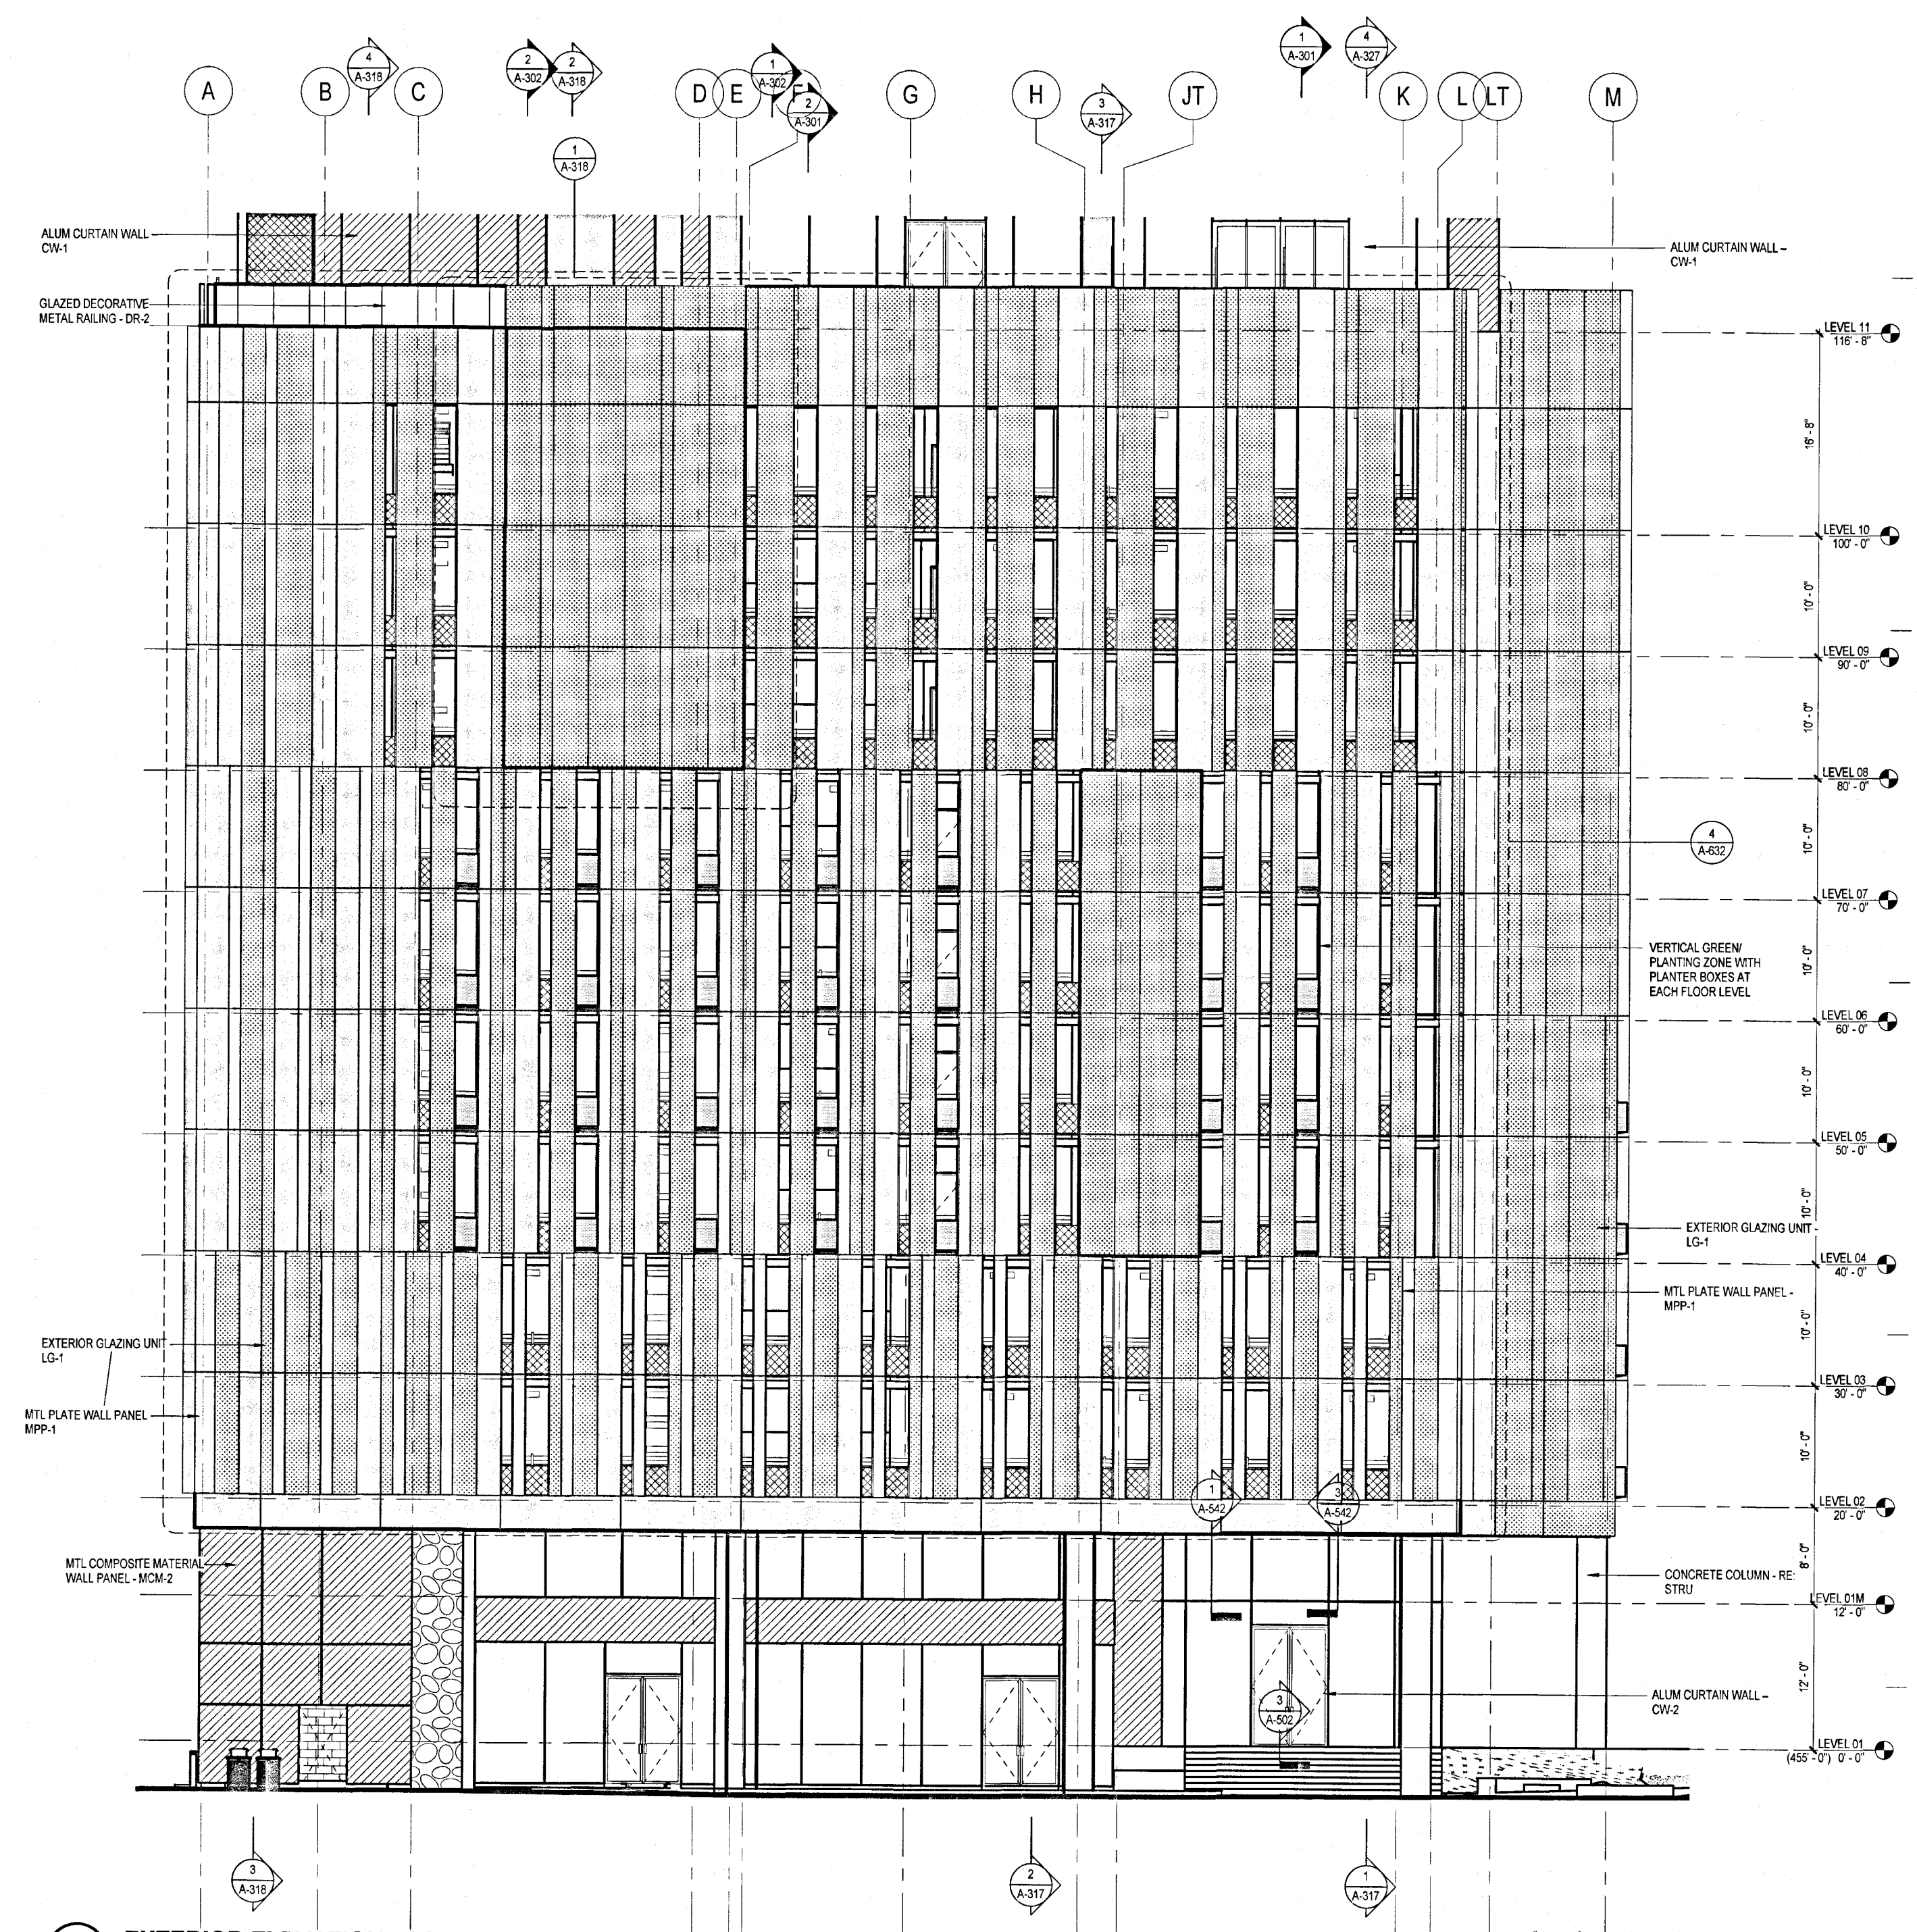 1
A-301
4
A-327
4
A-318
2
A-302
2
A-318
1
A-302
2
A-301
3
A-317
A
B
C
D
E
F
G
H
JT
K
L
LT
M
1
A-318
ALUM CURTAIN WALL
CW-1
ALUM CURTAIN WALL –
CW-1
GLAZED DECORATIVE
METAL RAILING - DR-2
LEVEL 11
116' - 8"
16' - 8"
LEVEL 10
100' - 0"
10' - 0"
LEVEL 09
90' - 0"
10' - 0"
LEVEL 08
80' - 0"
10' - 0"
4
A-632
LEVEL 07
70' - 0"
VERTICAL GREEN/
PLANTING ZONE WITH
PLANTER BOXES AT
EACH FLOOR LEVEL
10' - 0"
LEVEL 06
60' - 0"
10' - 0"
LEVEL 05
50' - 0"
10' - 0"
EXTERIOR GLAZING UNIT -
LG-1
LEVEL 04
40' - 0"
MTL PLATE WALL PANEL -
MPP-1
10' - 0"
EXTERIOR GLAZING UNIT
LG-1
LEVEL 03
30' - 0"
MTL PLATE WALL PANEL
MPP-1
10' - 0"
1
A-542
3
A-542
LEVEL 02
20' - 0"
MTL COMPOSITE MATERIAL
WALL PANEL - MCM-2
8' - 0"
CONCRETE COLUMN - RE:
STRU
LEVEL 01M
12' - 0"
12' - 0"
ALUM CURTAIN WALL –
CW-2
3
A-502
LEVEL 01
(455' - 0") 0' - 0"
3
A-318
2
A-317
1
A-317